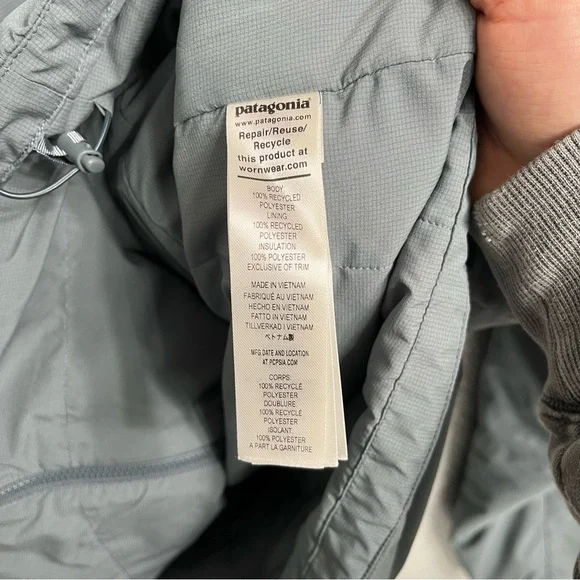 patagonia®
www.patagonia.com
Repair/Reuse/
Recycle
this product at
wornwear.com
BODY:
100% RECYCLED
POLYESTER
LINING:
100% RECYCLED
POLYESTER
INSULATION:
100% POLYESTER
EXCLUSIVE OF TRIM
MADE IN VIETNAM
FABRIQUÉ AU VIETNAM
HECHO EN VIETNAM
FATTO IN VIETNAM
TILLVERKAD I VIETNAM
ベトナム製
MFG DATE AND LOCATION
AT PCPSIA.COM
CORPS:
100% RECYCLÉ
POLYESTER
DOUBLURE:
100% RECYCLÉ
POLYESTER
ISOLANT:
100% POLYESTER
A PART LA GARNITURE